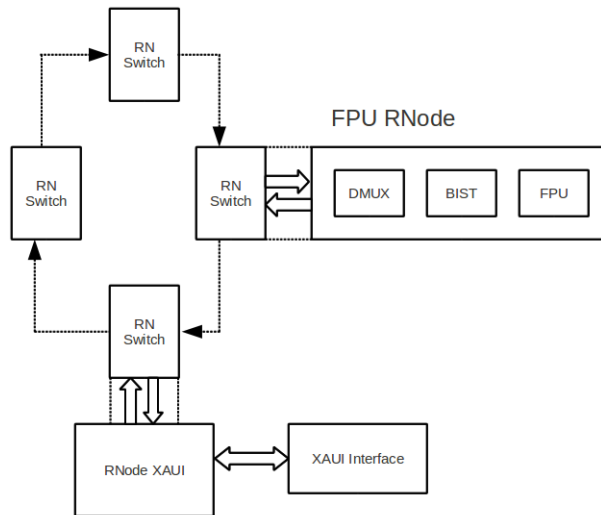 RN
Switch
FPU RNode
RN
Switch
RN
Switch
DMUX
BIST
FPU
RN
Switch
RNode XAUI
XAUI Interface